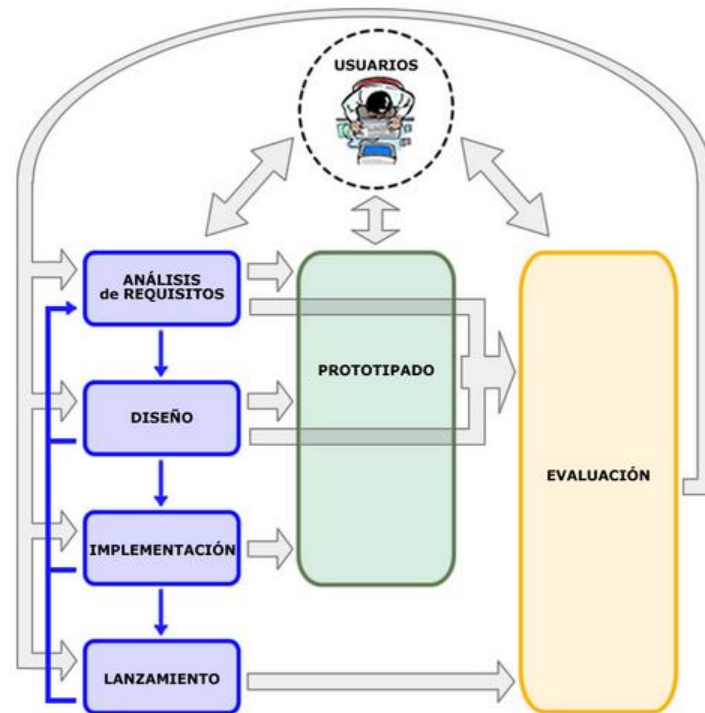 USUARIOS
ANÁLISIS
de REQUISITOS
PROTOTIPADO
DISEÑO
EVALUACIÓN
IMPLEMENTACIÓN
LANZAMIENTO